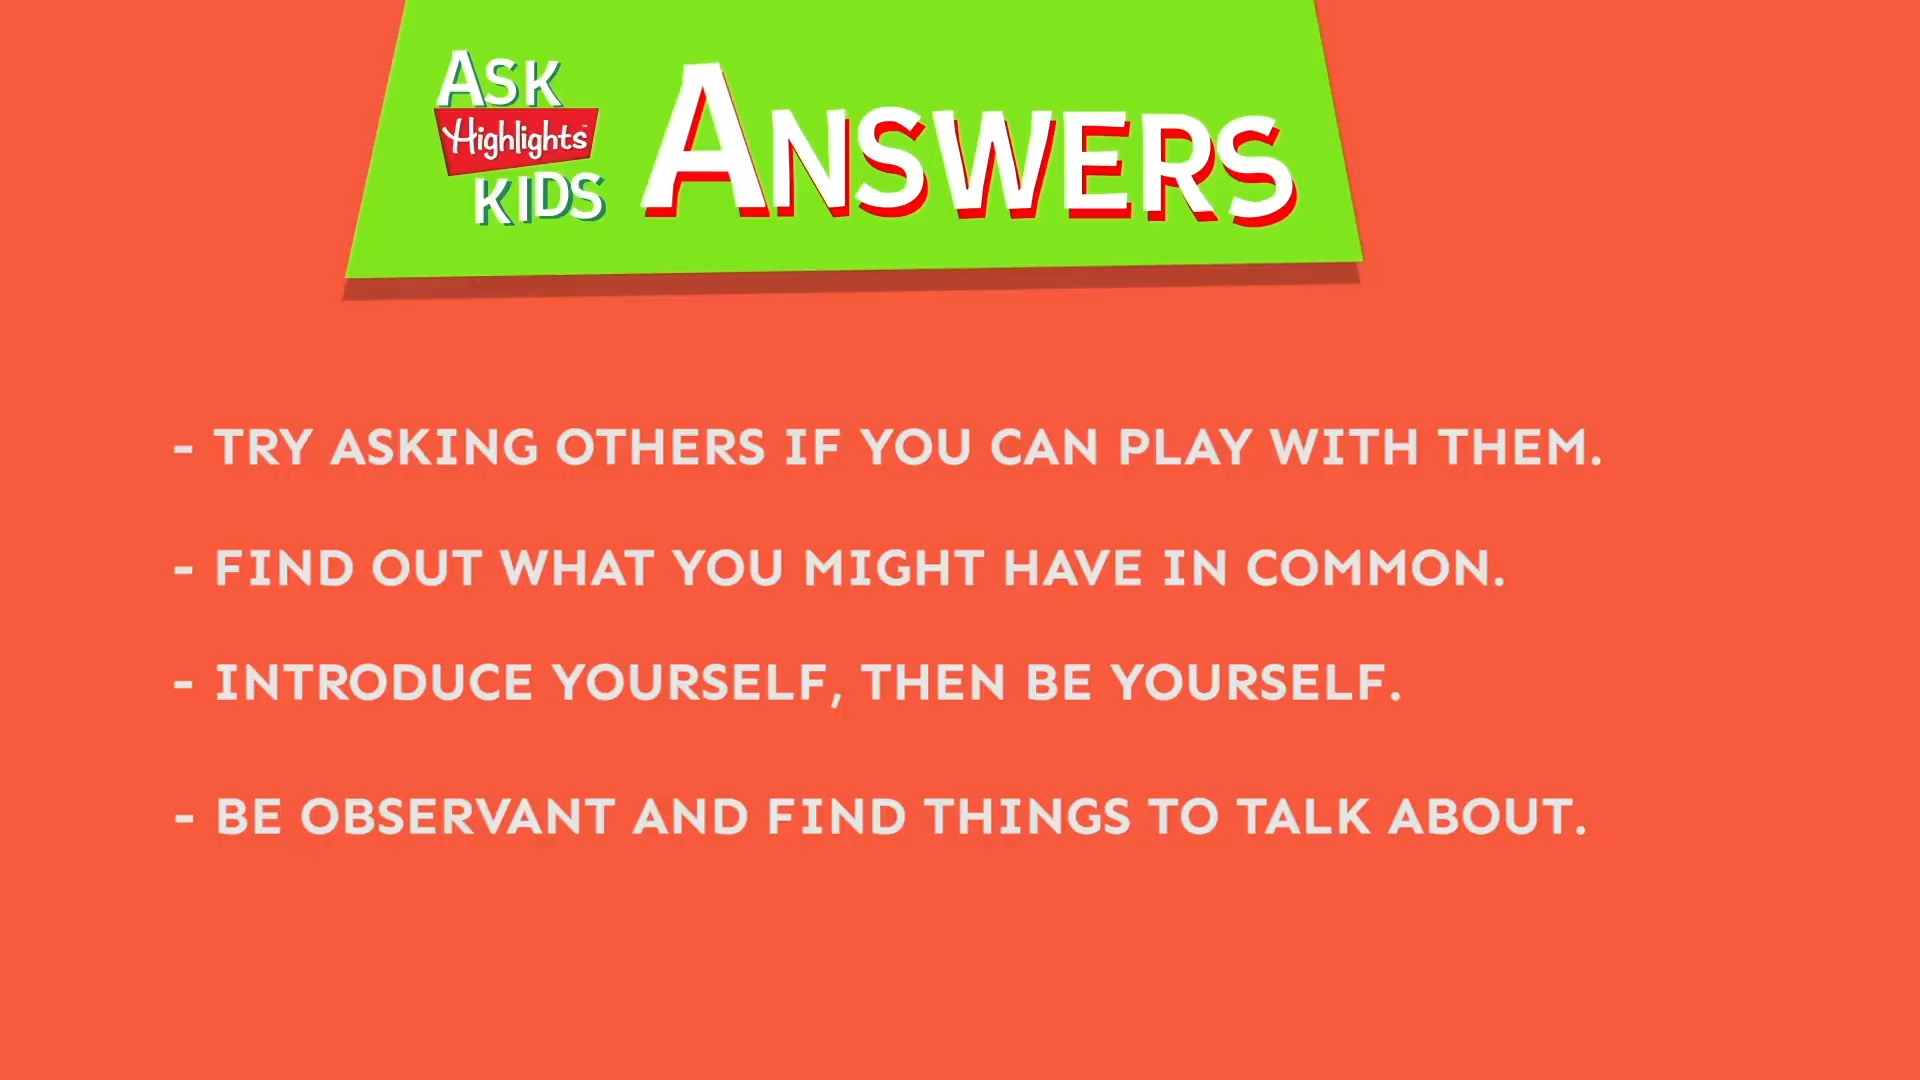 ASK
Highlights™
KIDS
ANSWERS
- TRY ASKING OTHERS IF YOU CAN PLAY WITH THEM.
- FIND OUT WHAT YOU MIGHT HAVE IN COMMON.
- INTRODUCE YOURSELF, THEN BE YOURSELF.
- BE OBSERVANT AND FIND THINGS TO TALK ABOUT.